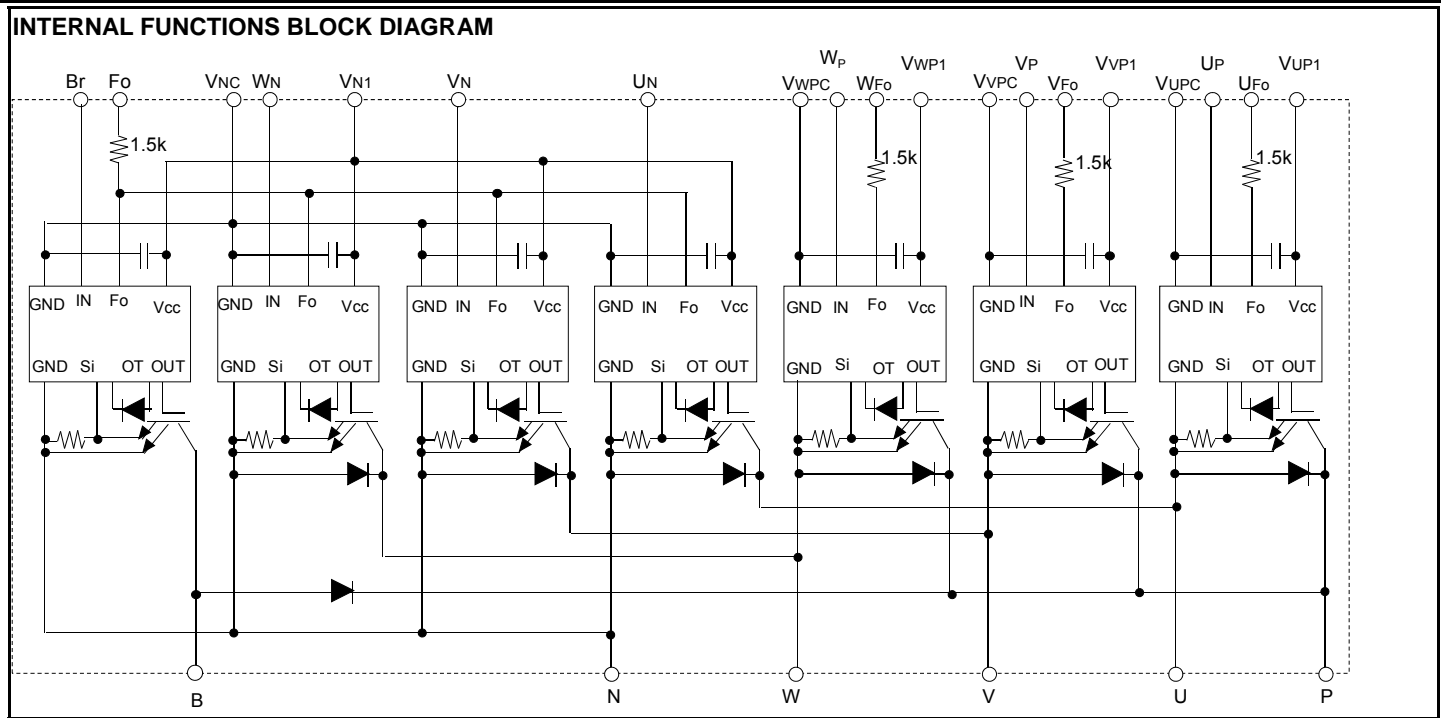 INTERNAL FUNCTIONS BLOCK DIAGRAM
Br Fo VNC WN VN1 VN UN VWPC WP WFo VWP1 VVPC VP VFo VVP1 VUPC UP UFo VUP1
1.5k 1.5k 1.5k 1.5k
GND IN Fo Vcc GND IN Fo Vcc GND IN Fo Vcc GND IN Fo Vcc GND IN Fo Vcc GND IN Fo Vcc GND IN Fo Vcc
GND Si OT OUT GND Si OT OUT GND Si OT OUT GND Si OT OUT GND Si OT OUT GND Si OT OUT GND Si OT OUT
B N W V U P